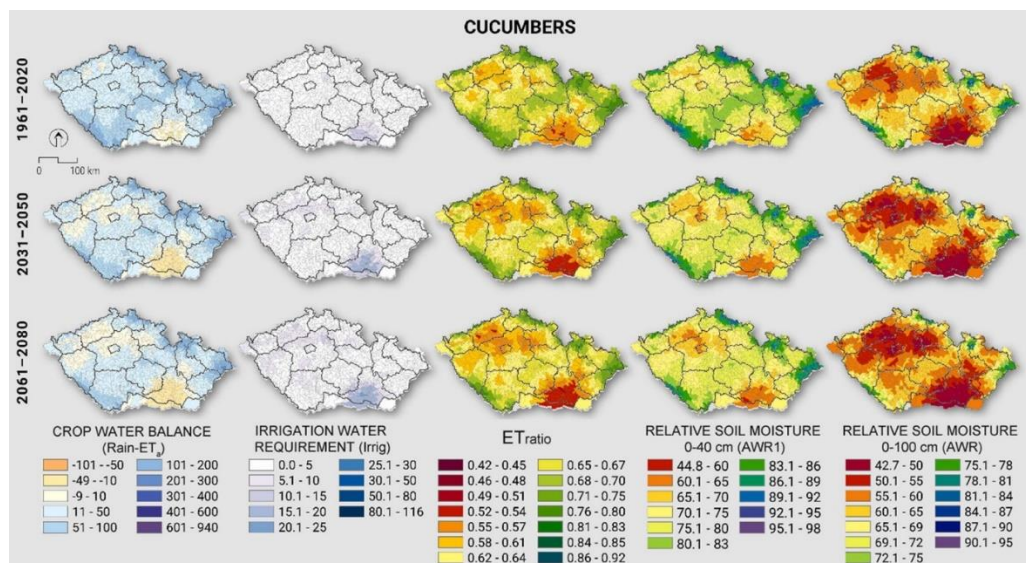 CUCUMBERS
1961–2020
0 100 km
2031–2050
2061–2080
CROP WATER BALANCE
(Rain-ETa)
-101 --50
-49 --10
-9 - 10
11 - 50
51 - 100
101 - 200
201 - 300
301 - 400
401 - 600
601 - 940
IRRIGATION WATER
REQUIREMENT (Irrig)
0.0 - 5
5.1 - 10
10.1 - 15
15.1 - 20
20.1 - 25
25.1 - 30
30.1 - 50
50.1 - 80
80.1 - 116
ETratio
0.42 - 0.45
0.46 - 0.48
0.49 - 0.51
0.52 - 0.54
0.55 - 0.57
0.58 - 0.61
0.62 - 0.64
0.65 - 0.67
0.68 - 0.70
0.71 - 0.75
0.76 - 0.80
0.81 - 0.83
0.84 - 0.85
0.86 - 0.92
RELATIVE SOIL MOISTURE
0-40 cm (AWR1)
44.8 - 60
60.1 - 65
65.1 - 70
70.1 - 75
75.1 - 80
80.1 - 83
83.1 - 86
86.1 - 89
89.1 - 92
92.1 - 95
95.1 - 98
RELATIVE SOIL MOISTURE
0-100 cm (AWR)
42.7 - 50
50.1 - 55
55.1 - 60
60.1 - 65
65.1 - 69
69.1 - 72
72.1 - 75
75.1 - 78
78.1 - 81
81.1 - 84
84.1 - 87
87.1 - 90
90.1 - 95